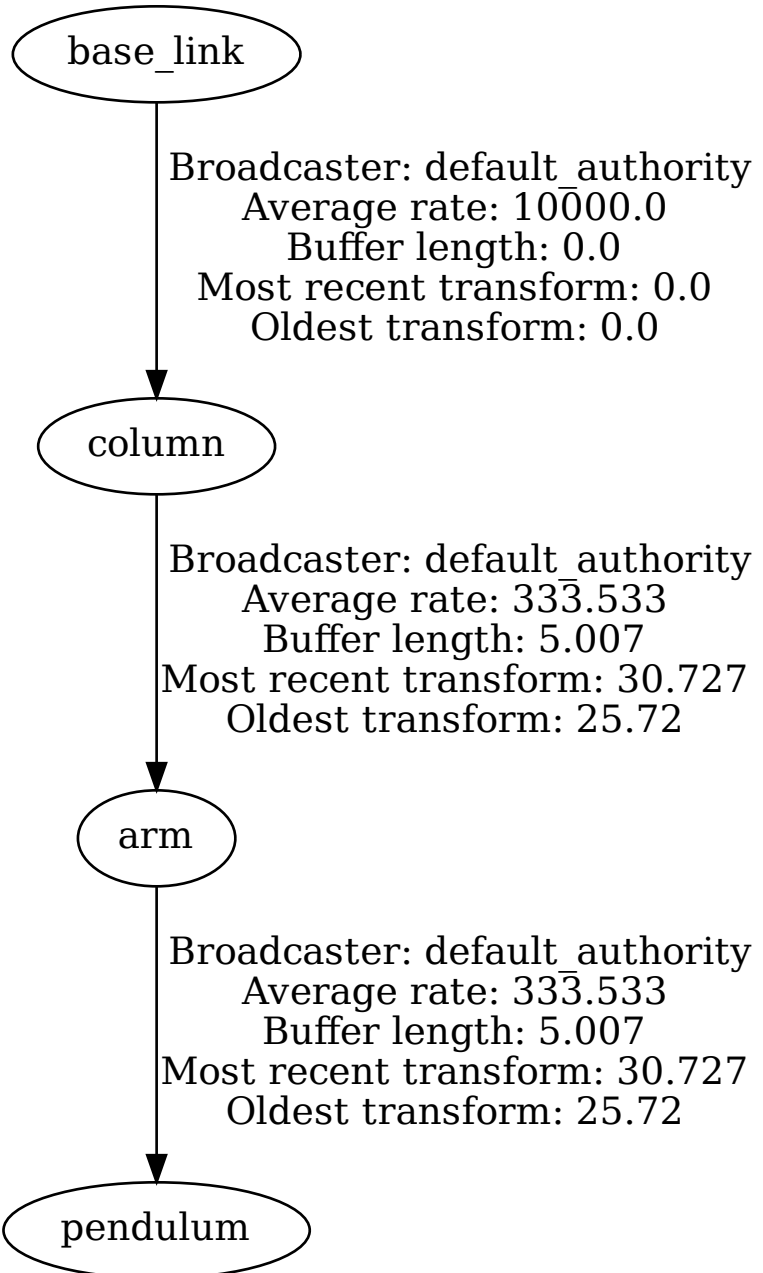 base_link
Broadcaster: default_authority
Average rate: 10000.0
Buffer length: 0.0
Most recent transform: 0.0
Oldest transform: 0.0
column
Broadcaster: default_authority
Average rate: 333.533
Buffer length: 5.007
Most recent transform: 30.727
Oldest transform: 25.72
arm
Broadcaster: default_authority
Average rate: 333.533
Buffer length: 5.007
Most recent transform: 30.727
Oldest transform: 25.72
pendulum